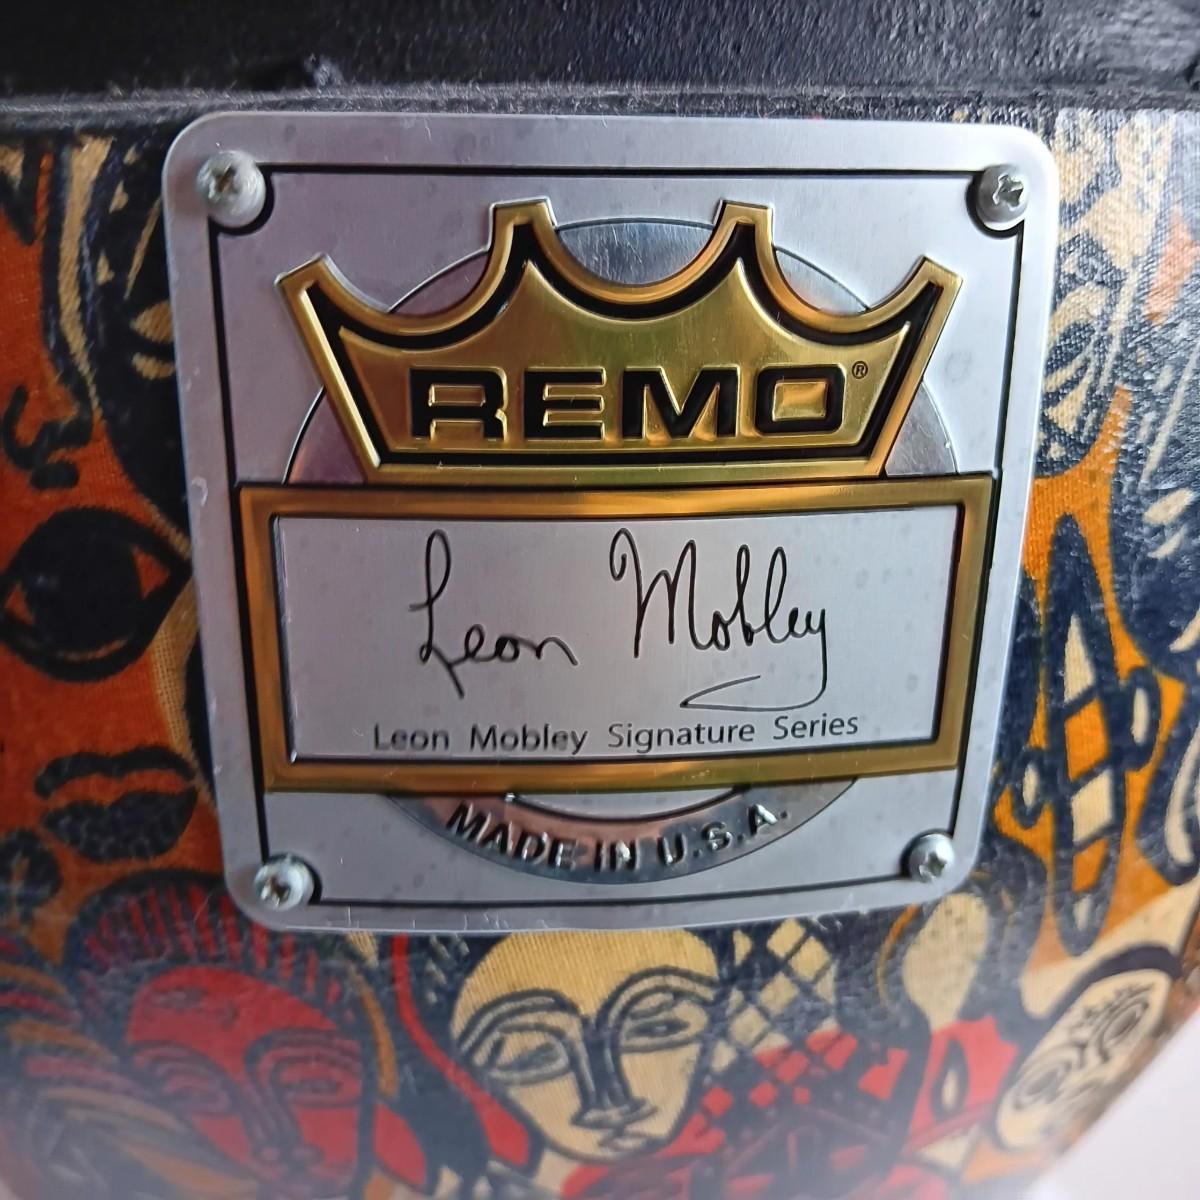 REMO®
Leon Mobley
Leon Mobley Signature Series
MADE IN U.S.A.